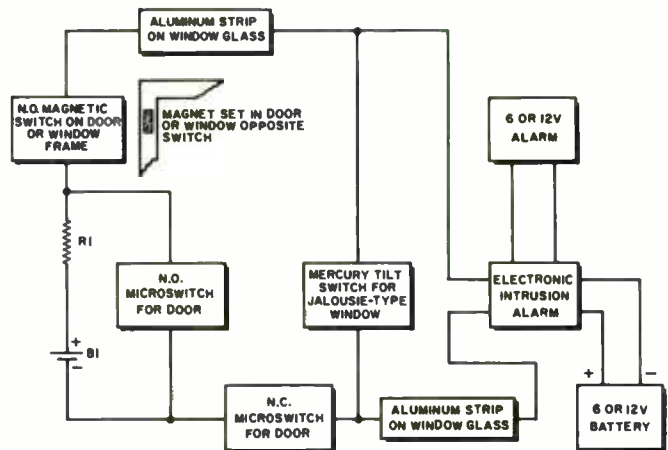 ALUMINUM STRIP
ON WINDOW GLASS
N.O. MAGNETIC
SWITCH ON DOOR
OR WINDOW
FRAME
MAGNET SET IN DOOR
OR WINDOW OPPOSITE
SWITCH
6 OR 12V
ALARM
R1
N.O.
MICROSWITCH
FOR DOOR
MERCURY TILT
SWITCH FOR
JALOUSIE-TYPE
WINDOW
ELECTRONIC
INTRUSION
ALARM
+
B1
-
+
-
N.C.
MICROSWITCH
FOR DOOR
ALUMINUM STRIP
ON WINDOW GLASS
6 OR 12V
BATTERY